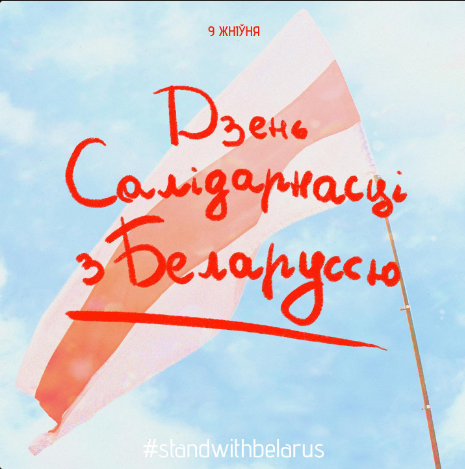 9 ЖНІЎНЯ
Дзень
Салідарнасці
з Беларуссю
#standwithbelarus